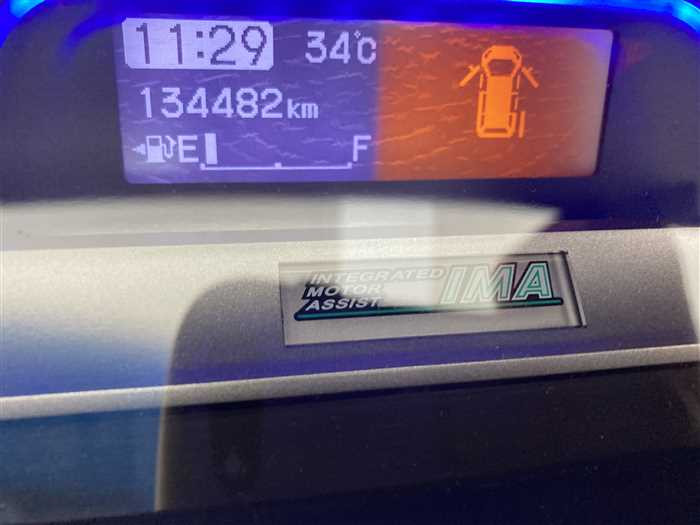 11:29 34°C
134482km
E F
INTEGRATED
MOTOR
ASSIST
IMA